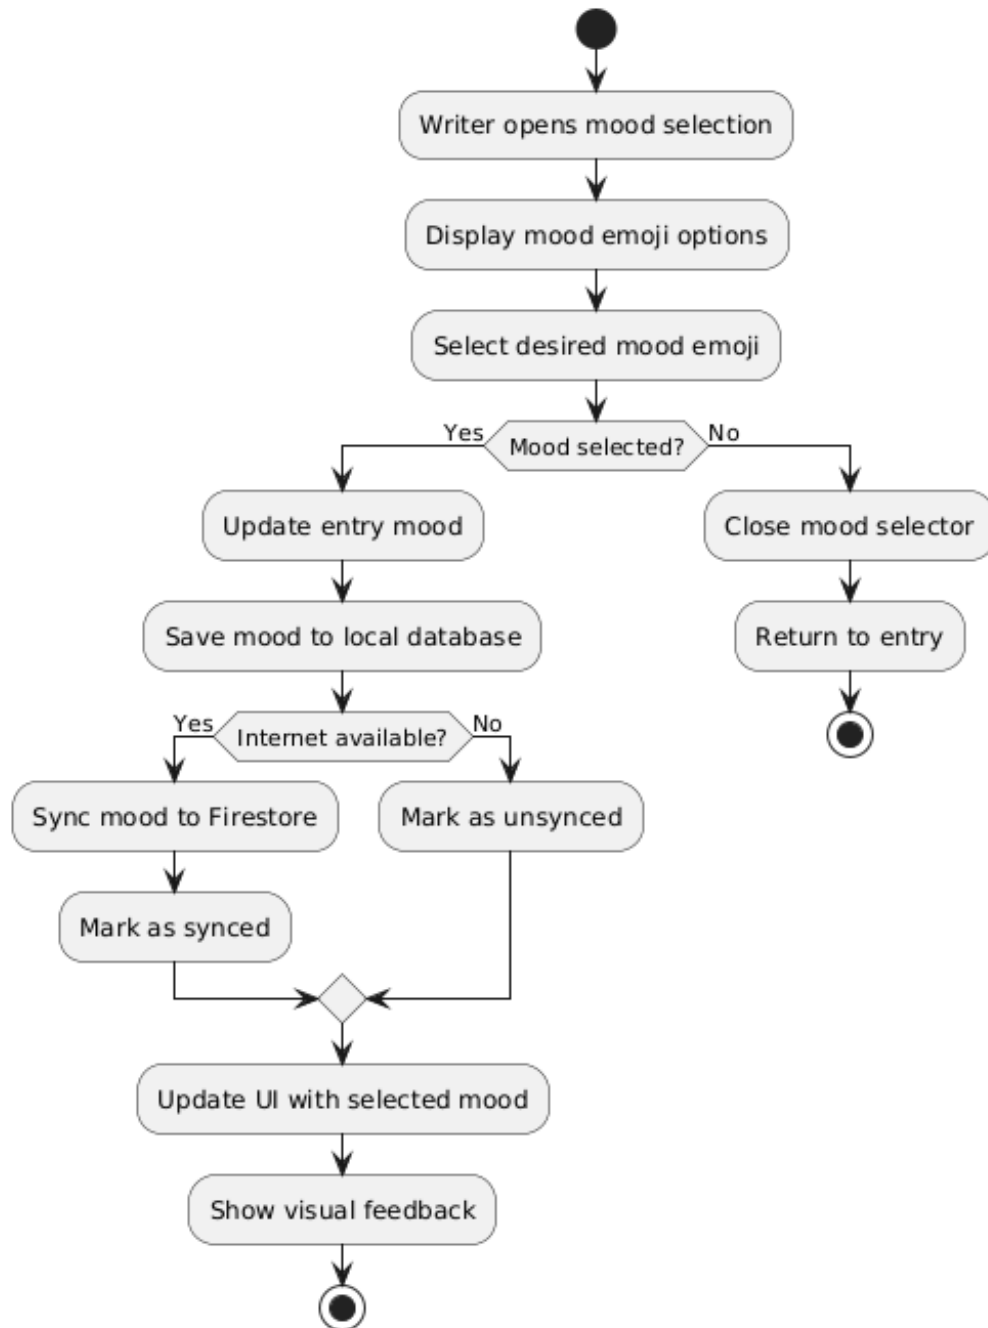 Writer opens mood selection
Display mood emoji options
Select desired mood emoji
Yes
Mood selected?
No
Update entry mood
Close mood selector
Save mood to local database
Return to entry
Yes
Internet available?
No
Sync mood to Firestore
Mark as unsynced
Mark as synced
Update UI with selected mood
Show visual feedback